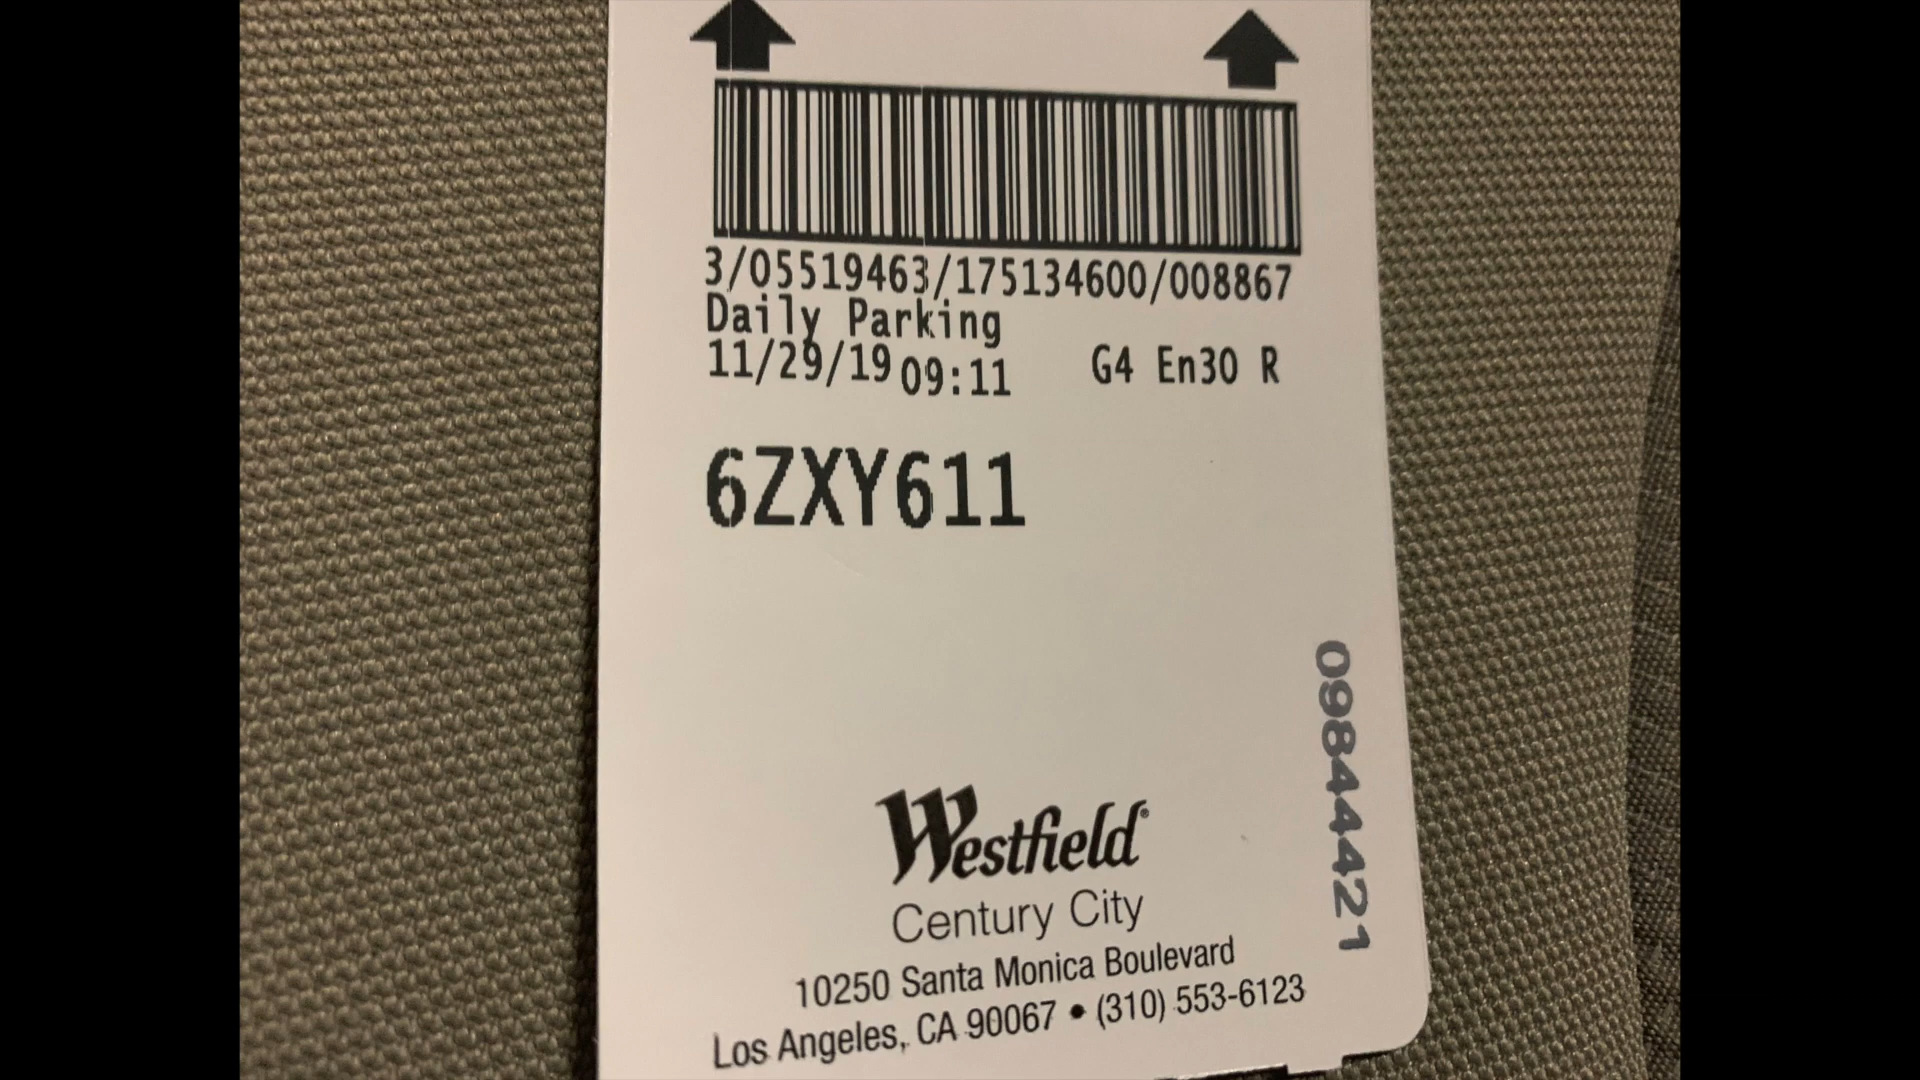 3/05519463/175134600/008867
Daily Parking
11/29/19 09:11 G4 En30 R
6ZXY611
09844421
Westfield®
Century City
10250 Santa Monica Boulevard
Los Angeles, CA 90067 • (310) 553-6123